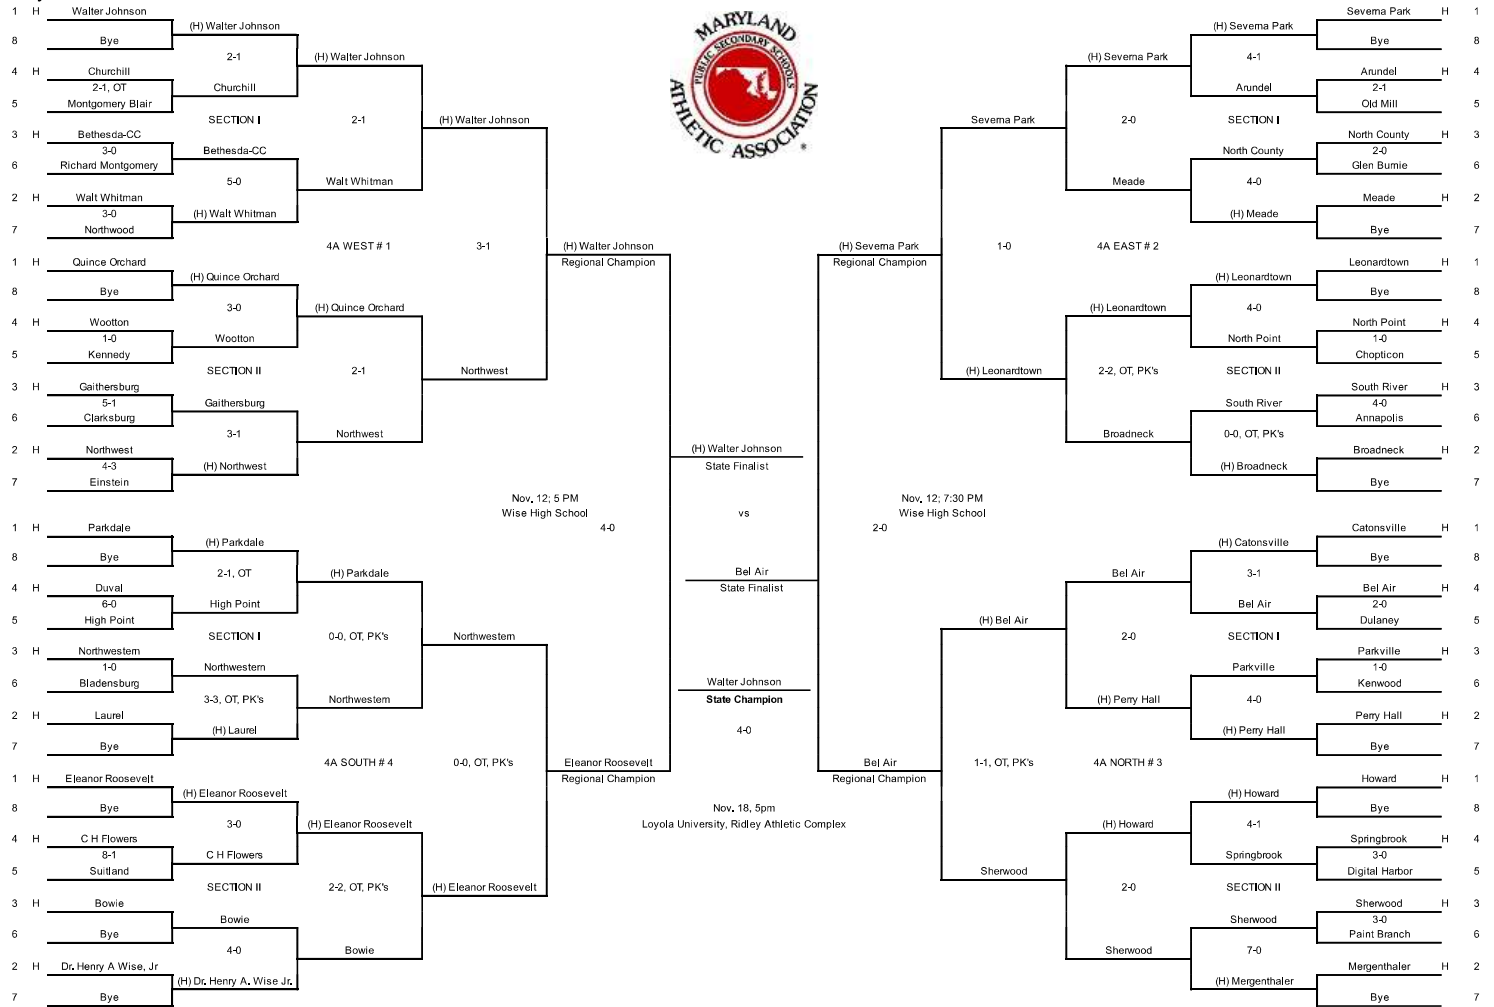 1 H Walter Johnson
8 Bye
(H) Walter Johnson
2-1
4 H Churchill
2-1, OT
5 Montgomery Blair
Churchill
(H) Walter Johnson
SECTION I
2-1
3 H Bethesda-CC
3-0
6 Richard Montgomery
Bethesda-CC
5-0
2 H Walt Whitman
3-0
7 Northwood
(H) Walt Whitman
Walt Whitman
(H) Walter Johnson
4A WEST # 1
3-1
1 H Quince Orchard
8 Bye
(H) Quince Orchard
3-0
4 H Wootton
1-0
5 Kennedy
Wootton
(H) Quince Orchard
SECTION II
2-1
3 H Gaithersburg
5-1
6 Clarksburg
Gaithersburg
3-1
2 H Northwest
4-3
7 Einstein
(H) Northwest
Northwest
Northwest
(H) Walter Johnson
Regional Champion
Nov. 12; 5 PM
Wise High School
4-0
1 H Parkdale
8 Bye
(H) Parkdale
2-1, OT
4 H Duval
6-0
5 High Point
High Point
(H) Parkdale
SECTION I
0-0, OT, PK's
3 H Northwestern
1-0
6 Bladensburg
Northwestern
3-3, OT, PK's
2 H Laurel
7 Bye
(H) Laurel
Northwestern
Northwestern
4A SOUTH # 4
0-0, OT, PK's
1 H Eleanor Roosevelt
8 Bye
(H) Eleanor Roosevelt
3-0
4 H C H Flowers
8-1
5 Suitland
C H Flowers
(H) Eleanor Roosevelt
SECTION II
2-2, OT, PK's
3 H Bowie
6 Bye
Bowie
4-0
2 H Dr. Henry A Wise, Jr
7 Bye
(H) Dr. Henry A. Wise Jr.
Bowie
(H) Eleanor Roosevelt
Eleanor Roosevelt
Regional Champion
MARYLAND
PUBLIC SECONDARY SCHOOLS
ATHLETIC ASSOCIATION
®
(H) Walter Johnson
State Finalist
vs
Bel Air
State Finalist
Walter Johnson
State Champion
4-0
Nov. 18, 5pm
Loyola University, Ridley Athletic Complex
Severna Park H 1
Bye 8
(H) Severna Park
4-1
Arundel H 4
2-1
Old Mill 5
Arundel
(H) Severna Park
SECTION I
2-0
North County H 3
2-0
Glen Burnie 6
North County
4-0
Meade H 2
Bye 7
(H) Meade
Meade
Severna Park
4A EAST # 2
1-0
Leonardtown H 1
Bye 8
(H) Leonardtown
4-0
North Point H 4
1-0
Chopticon 5
North Point
(H) Leonardtown
SECTION II
2-2, OT, PK's
South River H 3
4-0
Annapolis 6
South River
0-0, OT, PK's
Broadneck H 2
Bye 7
(H) Broadneck
Broadneck
(H) Leonardtown
(H) Severna Park
Regional Champion
Nov. 12; 7:30 PM
Wise High School
2-0
Catonsville H 1
Bye 8
(H) Catonsville
3-1
Bel Air H 4
2-0
Dulaney 5
Bel Air
Bel Air
SECTION I
2-0
Parkville H 3
1-0
Kenwood 6
Parkville
4-0
Perry Hall H 2
Bye 7
(H) Perry Hall
(H) Perry Hall
(H) Bel Air
4A NORTH # 3
1-1, OT, PK's
Howard H 1
Bye 8
(H) Howard
4-1
Springbrook H 4
3-0
Digital Harbor 5
Springbrook
(H) Howard
SECTION II
2-0
Sherwood H 3
3-0
Paint Branch 6
Sherwood
7-0
Mergenthaler H 2
Bye 7
(H) Mergenthaler
Sherwood
Sherwood
Bel Air
Regional Champion